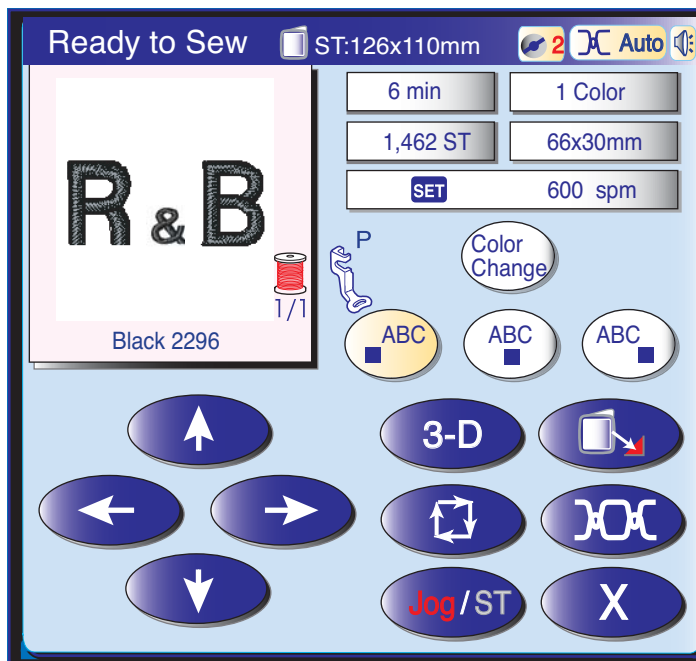 Ready to Sew ST:126x110mm 2 Auto
6 min 1 Color
1,462 ST 66x30mm
SET 600 spm
R & B
P
Color
Change
1/1
Black 2296
ABC ABC ABC
3-D
Jog/ST X